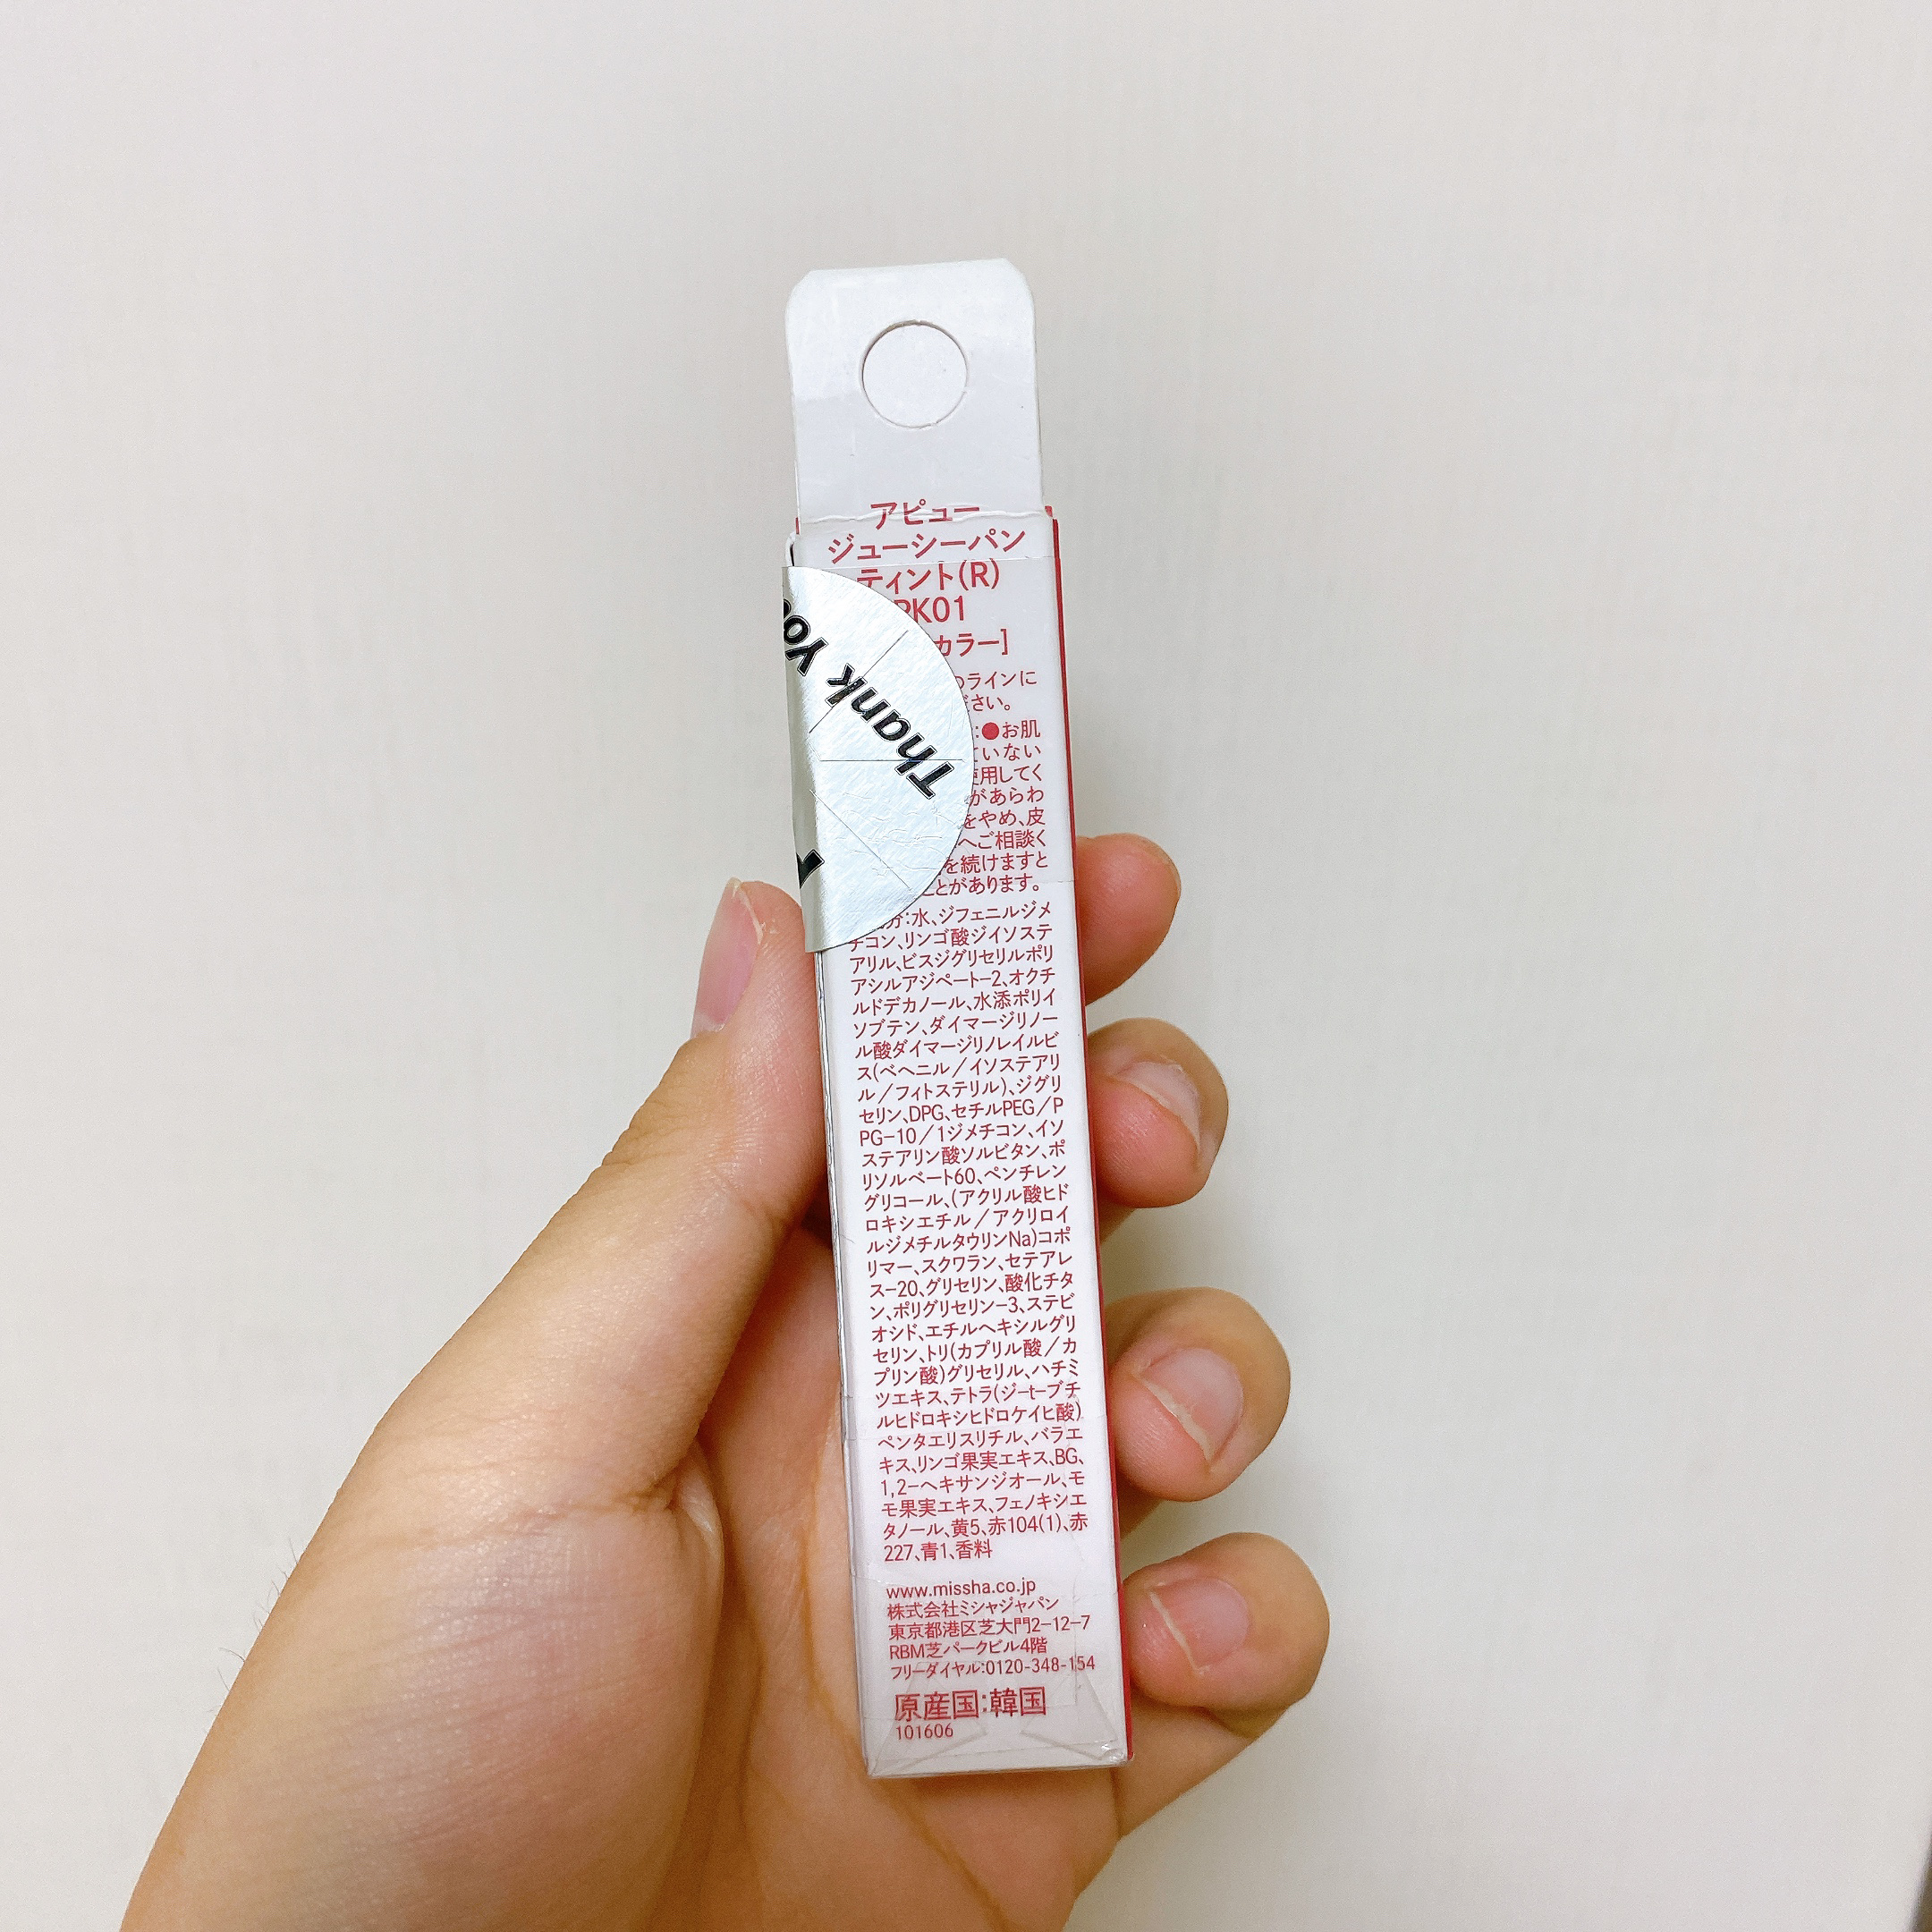 アピュー
ジューシーパン
ティント(R)
PK01
カラー]
のラインに
ださい。
:●お肌
ていない
使用してく
があらわ
をやめ、皮
へご相談く
を続けますと
ことがあります。
分:水、ジフェニルジメ
チコン、リンゴ酸ジイソステ
アリル、ビスジグリセリルポリ
アシルアジペート-2、オクチ
ルドデカノール、水添ポリイ
ソブテン、ダイマージリノー
ル酸ダイマージリノレイルビ
ス(ベヘニル/イソステアリ
ル/フィトステリル)、ジグリ
セリン、DPG、セチルPEG/P
PG-10/1ジメチコン、イソ
ステアリン酸ソルビタン、ポ
リソルベート60、ペンチレン
グリコール、(アクリル酸ヒド
ロキシエチル/アクリロイ
ルジメチルタウリンNa)コポ
リマー、スクワラン、セテアレ
ス-20、グリセリン、酸化チタ
ン、ポリグリセリン-3、ステビ
オシド、エチルヘキシルグリ
セリン、トリ(カプリル酸/カ
プリン酸)グリセリル、ハチミ
ツエキス、テトラ(ジ-t-ブチ
ルヒドロキシヒドロケイヒ酸)
ペンタエリスリチル、バラエ
キス、リンゴ果実エキス、BG、
1,2-ヘキサンジオール、モ
モ果実エキス、フェノキシエ
タノール、黄5、赤104(1)、赤
227、青1、香料
www.missha.co.jp
株式会社ミシャジャパン
東京都港区芝大門2-12-7
RBM芝パークビル4階
フリーダイヤル:0120-348-154
原産国:韓国
101606
Thank You